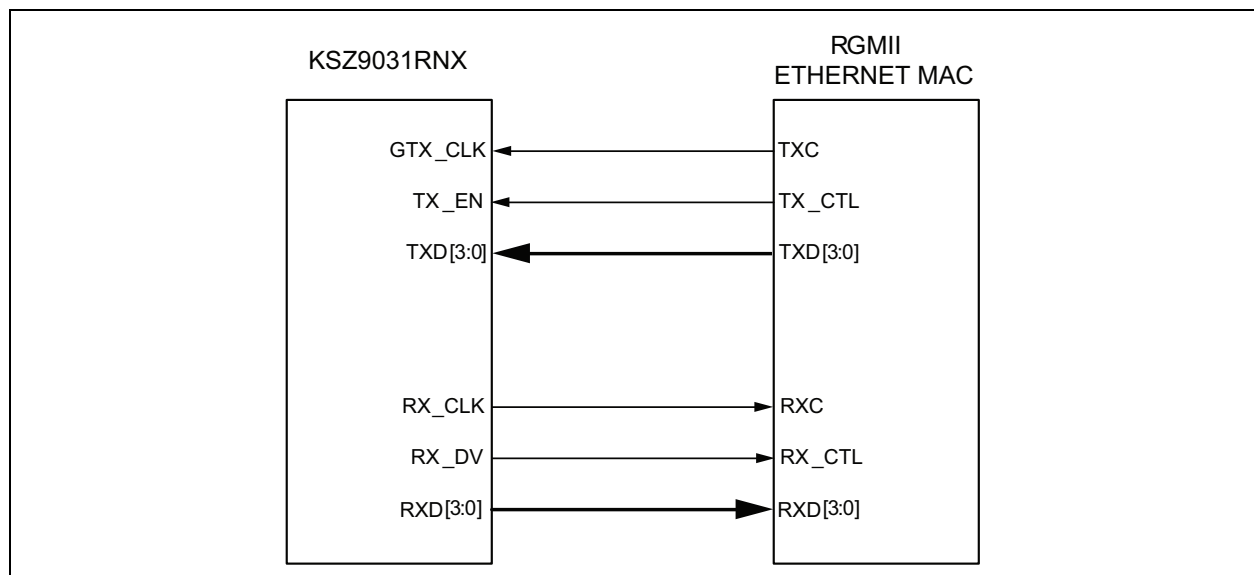 KSZ9031RNX
RGMII
ETHERNET MAC
GTX_CLK
TXC
TX_EN
TX_CTL
TXD[3:0]
TXD[3:0]
RX_CLK
RXC
RX_DV
RX_CTL
RXD[3:0]
RXD[3:0]